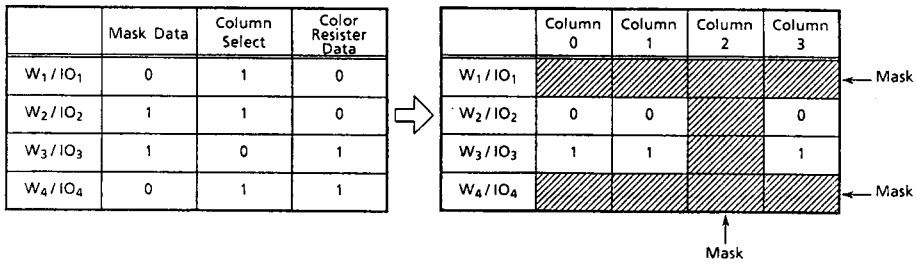 Mask Data Column Select Color Resister Data
W1/IO1 0 1 0
W2/IO2 1 1 0
W3/IO3 1 0 1
W4/IO4 0 1 1
Column 0 Column 1 Column 2 Column 3
W1/IO1 Mask
W2/IO2 0 0 0
W3/IO3 1 1 1
W4/IO4 Mask
Mask